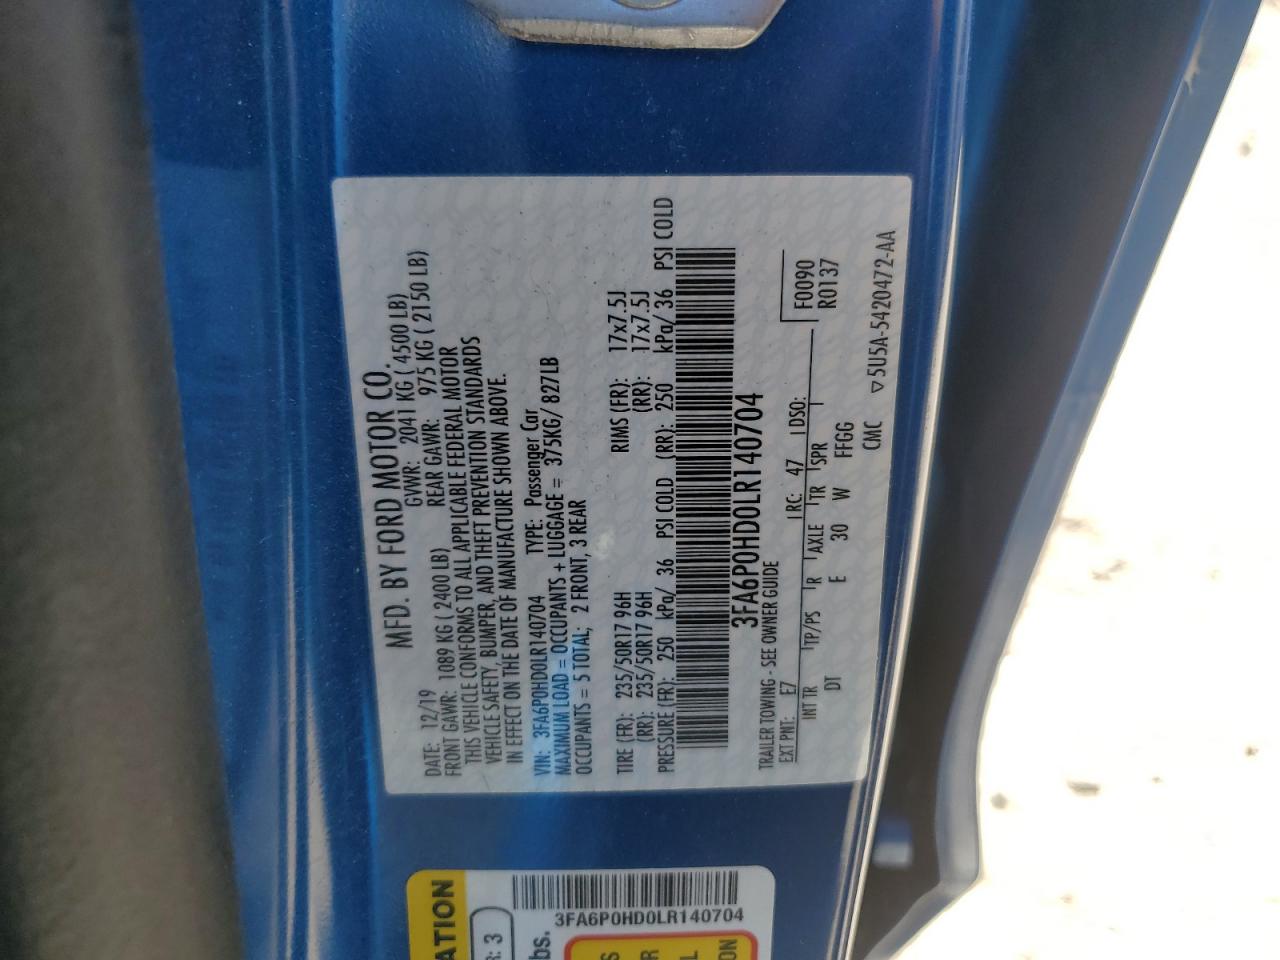 MFD. BY FORD MOTOR CO.
DATE: 12/19 GVWR: 2041 KG ( 4500 LB)
FRONT GAWR: 1089 KG ( 2400 LB) REAR GAWR: 975 KG ( 2150 LB)
THIS VEHICLE CONFORMS TO ALL APPLICABLE FEDERAL MOTOR
VEHICLE SAFETY, BUMPER, AND THEFT PREVENTION STANDARDS
IN EFFECT ON THE DATE OF MANUFACTURE SHOWN ABOVE.
VIN: 3FA6P0HD0LR140704 TYPE: Passenger Car
MAXIMUM LOAD = OCCUPANTS + LUGGAGE = 375KG/ 827LB
OCCUPANTS = 5 TOTAL; 2 FRONT, 3 REAR
TIRE (FR): 235/50R17 96H RIMS (FR): 17x7.5J
(RR): 235/50R17 96H (RR): 17x7.5J
PRESSURE (FR): 250 kPa/ 36 PSI COLD (RR): 250 kPa/ 36 PSI COLD
3FA6P0HD0LR140704
TRAILER TOWING - SEE OWNER GUIDE
EXT PNT: E7 RC: 47 DSO: F0090
INT TR TP/PS R AXLE TR SPR R0137
DT E 30 W FFGG
CMC ▽5U5A-5420472-AA
ATION
R: 3
bs.
3FA6P0HD0LR140704
S
R
L
ON